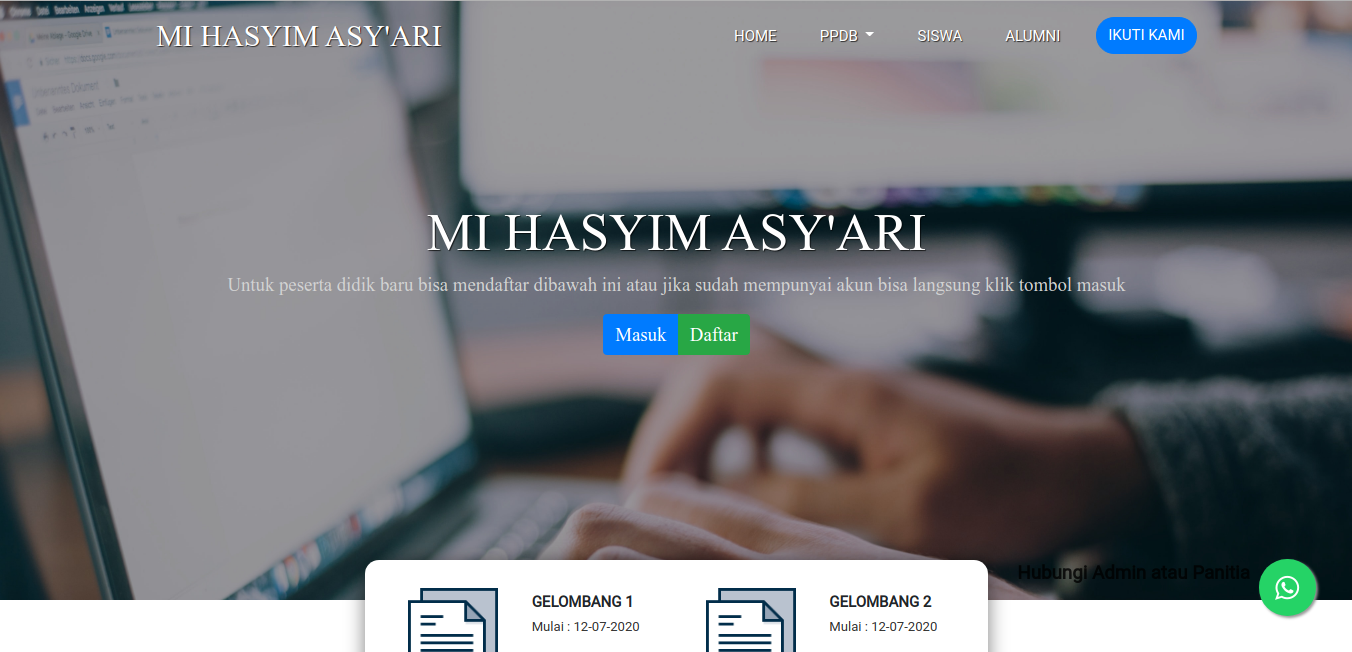 MI HASYIM ASY'ARI
HOME
PPDB
SISWA
ALUMNI
IKUTI KAMI
MI HASYIM ASY'ARI
Untuk peserta didik baru bisa mendaftar dibawah ini atau jika sudah mempunyai akun bisa langsung klik tombol masuk
Masuk
Daftar
Hubungi Admin atau Panitia
GELOMBANG 1
Mulai : 12-07-2020
GELOMBANG 2
Mulai : 12-07-2020